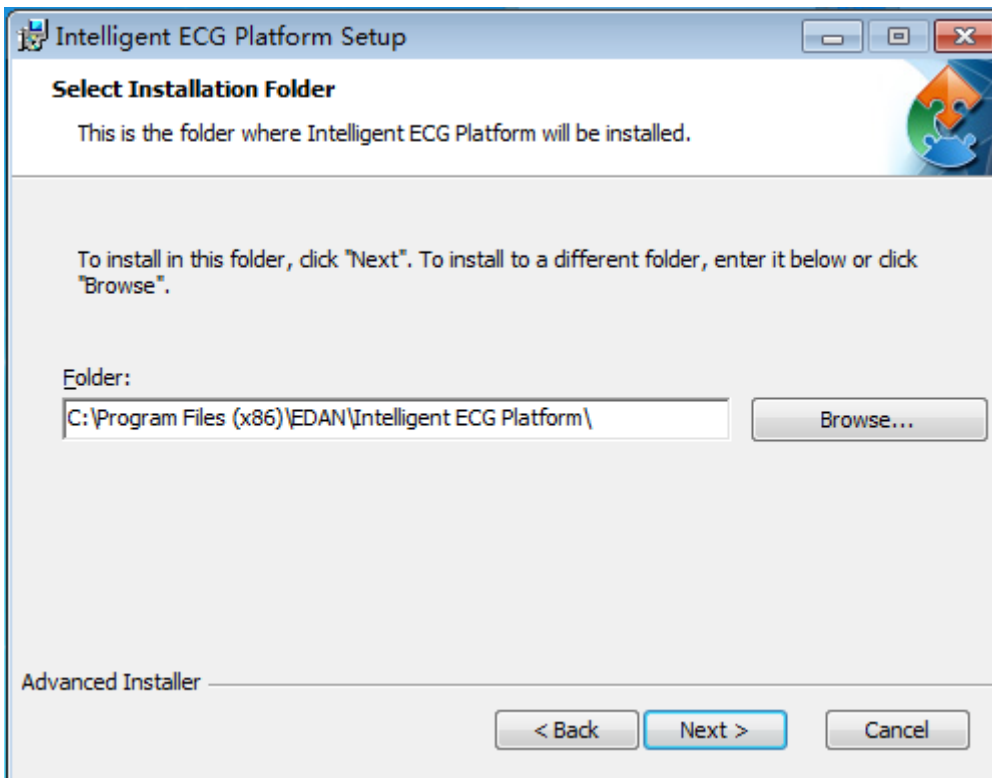 Intelligent ECG Platform Setup
Select Installation Folder
This is the folder where Intelligent ECG Platform will be installed.
To install in this folder, click "Next". To install to a different folder, enter it below or click
"Browse".
Folder:
C:\Program Files (x86)\EDAN\Intelligent ECG Platform\
Browse...
Advanced Installer
< Back
Next >
Cancel